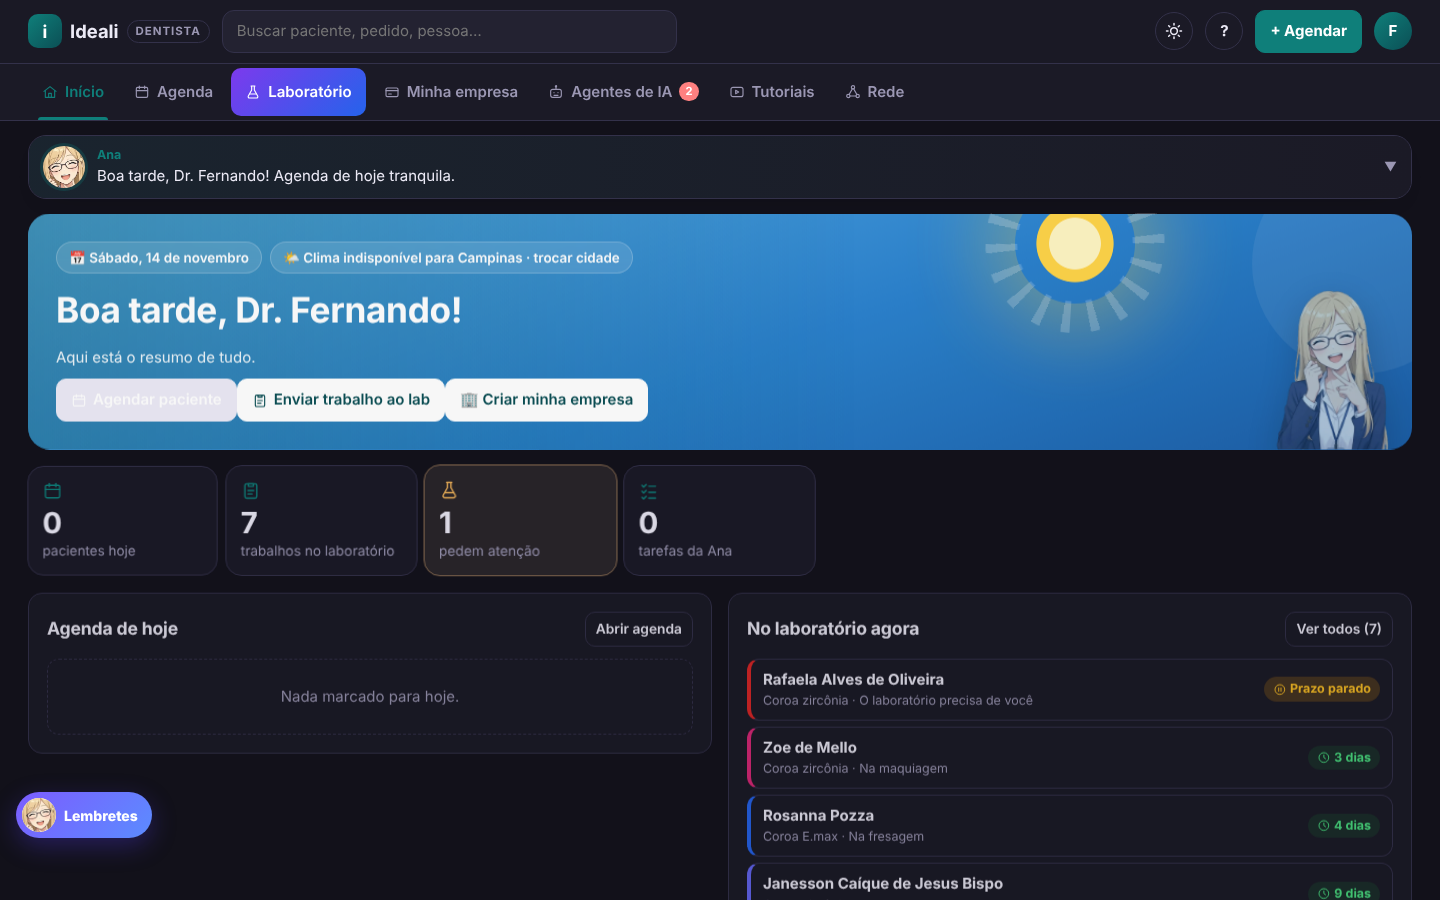 i Ideali DENTISTA
Buscar paciente, pedido, pessoa...
?
+ Agendar
F
Início
Agenda
Laboratório
Minha empresa
Agentes de IA 2
Tutoriais
Rede
Ana
Boa tarde, Dr. Fernando! Agenda de hoje tranquila.
Sábado, 14 de novembro
Clima indisponível para Campinas · trocar cidade
Boa tarde, Dr. Fernando!
Aqui está o resumo de tudo.
Agendar paciente
Enviar trabalho ao lab
Criar minha empresa
0
pacientes hoje
7
trabalhos no laboratório
1
pedem atenção
0
tarefas da Ana
Agenda de hoje
Abrir agenda
Nada marcado para hoje.
No laboratório agora
Ver todos (7)
Rafaela Alves de Oliveira
Coroa zircônia · O laboratório precisa de você
Prazo parado
Zoe de Mello
Coroa zircônia · Na maquiagem
3 dias
Rosanna Pozza
Coroa E.max · Na fresagem
4 dias
Janesson Caíque de Jesus Bispo
9 dias
Lembretes